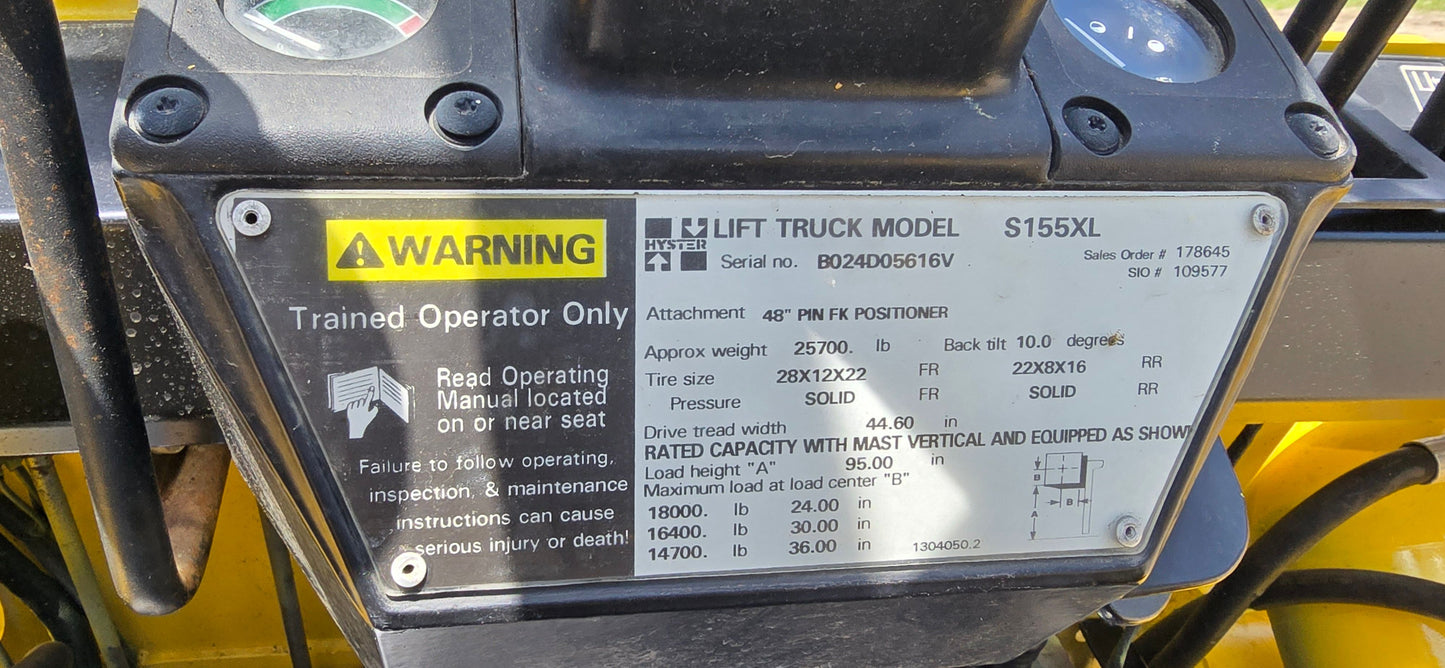 WARNING
Trained Operator Only
Read Operating
Manual located
on or near seat
Failure to follow operating,
inspection, & maintenance
instructions can cause
serious injury or death!
HYSTER
LIFT TRUCK MODEL S155XL
Serial no. B024D05616V
Sales Order # 178645
SIO # 109577
Attachment 48" PIN FK POSITIONER
Approx weight 25700. lb Back tilt 10.0 degrees
Tire size 28X12X22 FR 22X8X16 RR
Pressure SOLID FR SOLID RR
Drive tread width 44.60 in
RATED CAPACITY WITH MAST VERTICAL AND EQUIPPED AS SHOWN
Load height "A" 95.00 in
Maximum load at load center "B"
18000. lb 24.00 in
16400. lb 30.00 in
14700. lb 36.00 in
B
B
A
1304050.2